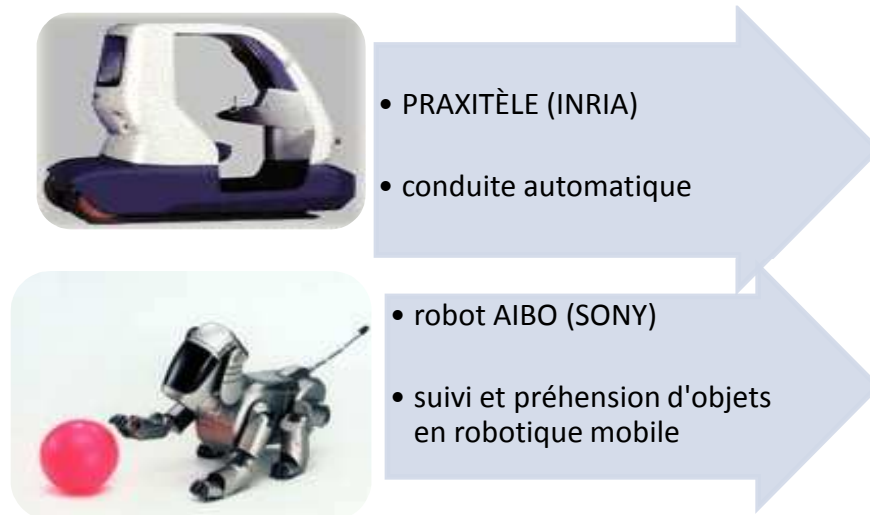 • PRAXITÈLE (INRIA)
• conduite automatique
• robot AIBO (SONY)
• suivi et préhension d'objets
en robotique mobile